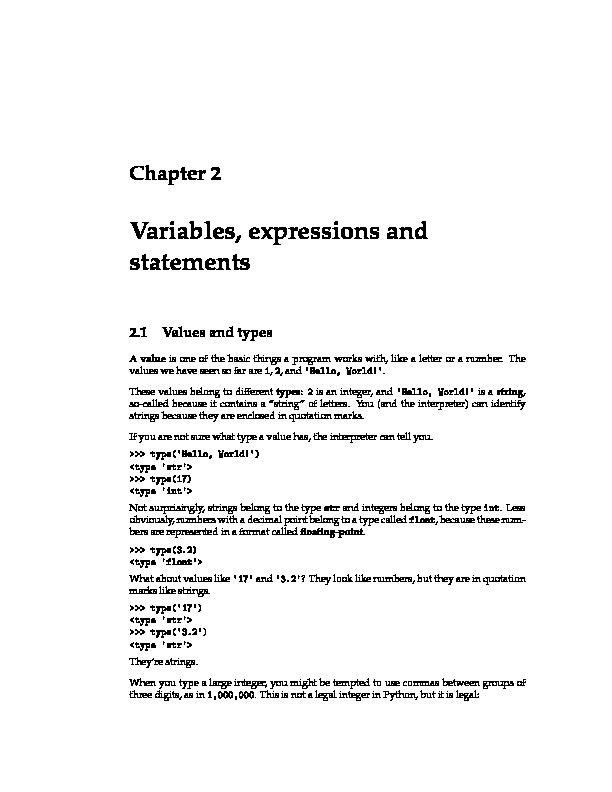 Chapter 2
Variables, expressions and
statements
2.1 Values and types
A value is one of the basic things a program works with, like a letter or a number. The
values we have seen so far are 1, 2, and 'Hello, World!'.
These values belong to different types: 2 is an integer, and 'Hello, World!' is a string,
so-called because it contains a “string” of letters. You (and the interpreter) can identify
strings because they are enclosed in quotation marks.
If you are not sure what type a value has, the interpreter can tell you.
>>> type('Hello, World!')
<type 'str'>
>>> type(17)
<type 'int'>
Not surprisingly, strings belong to the type str and integers belong to the type int. Less
obviously, numbers with a decimal point belong to a type called float, because these num-
bers are represented in a format called floating-point.
>>> type(3.2)
<type 'float'>
What about values like '17' and '3.2'? They look like numbers, but they are in quotation
marks like strings.
>>> type('17')
<type 'str'>
>>> type('3.2')
<type 'str'>
They’re strings.
When you type a large integer, you might be tempted to use commas between groups of
three digits, as in 1,000,000. This is not a legal integer in Python, but it is legal: